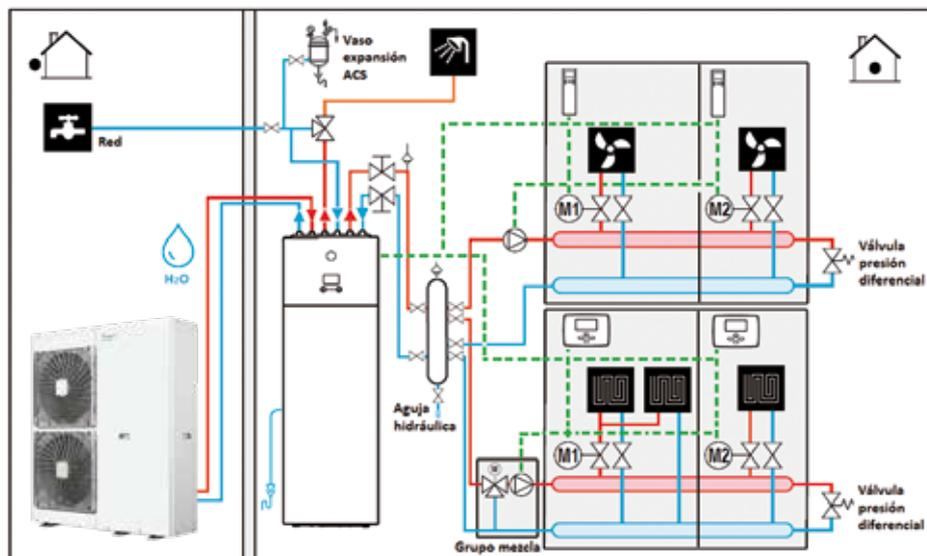 Vaso
expansión
ACS
Red
H₂O
M1
M2
Válvula
presión
diferencial
Aguja
hidráulica
M1
M2
Válvula
presión
diferencial
Grupo mezcla